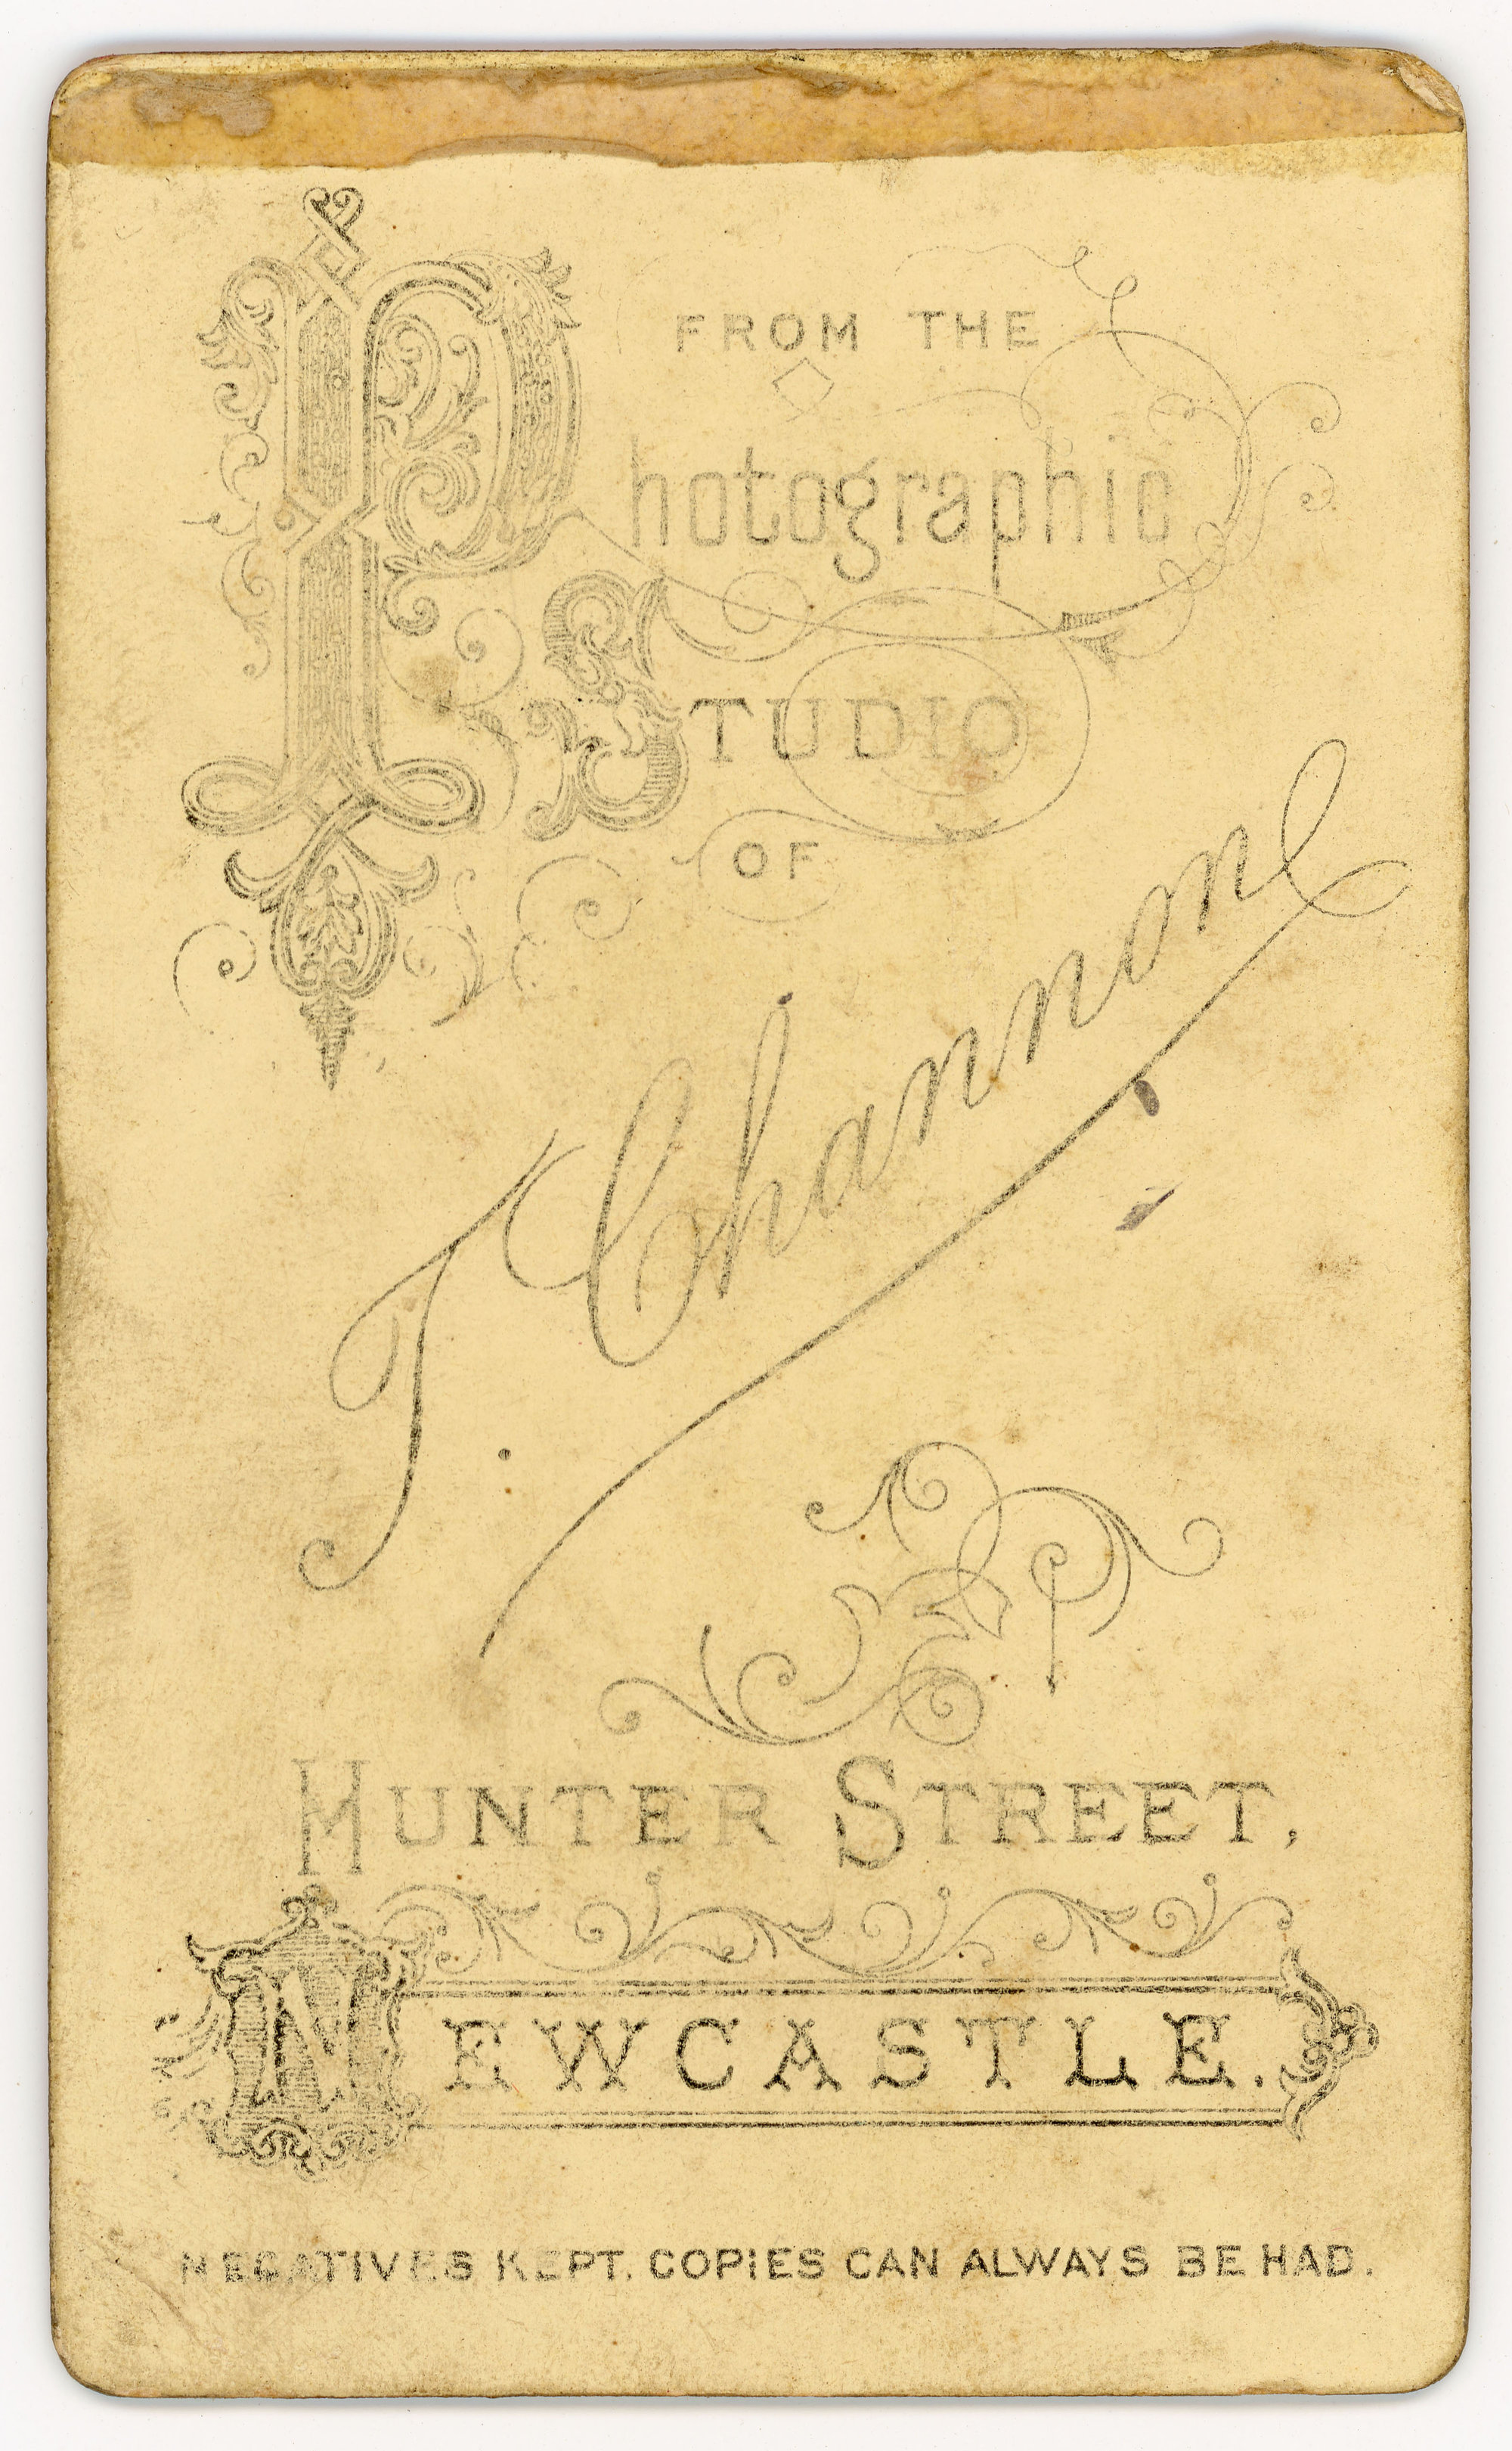 FROM THE
Photographic
STUDIO
OF
T. Channon
HUNTER STREET,
NEWCASTLE.
NEGATIVES KEPT. COPIES CAN ALWAYS BE HAD.